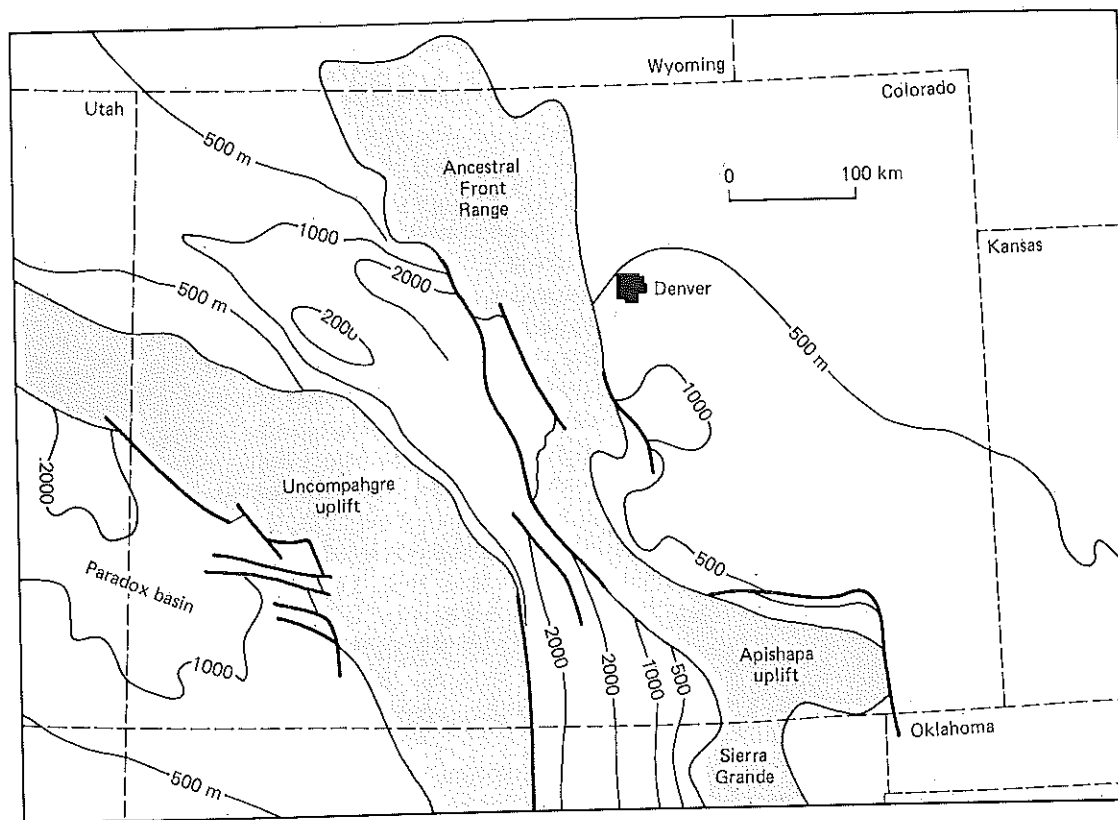 Wyoming
Colorado
Utah
500 m
Ancestral
Front
Range
0 100 km
1000
Kansas
2000
Denver
500 m
2000
500 m
1000
2000
Uncompahgre
uplift
500
Paradox basin
1000
2000
2000
1000
500
Apishapa
uplift
Oklahoma
Sierra
Grande
500 m